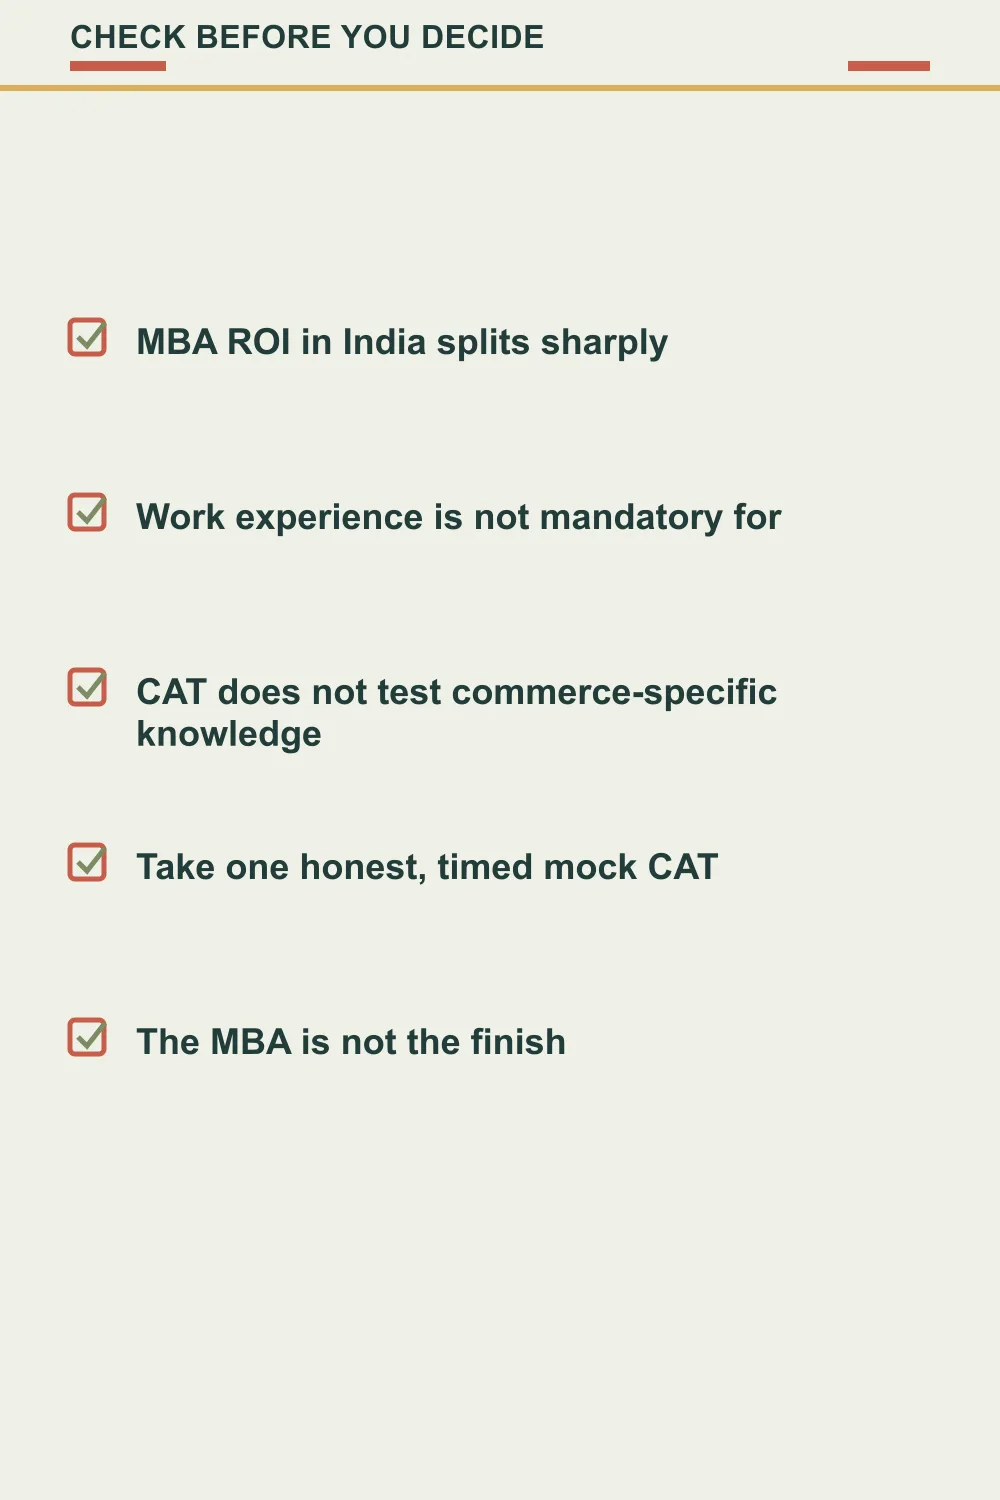 CHECK BEFORE YOU DECIDE
MBA ROI in India splits sharply
Work experience is not mandatory for
CAT does not test commerce-specific
knowledge
Take one honest, timed mock CAT
The MBA is not the finish